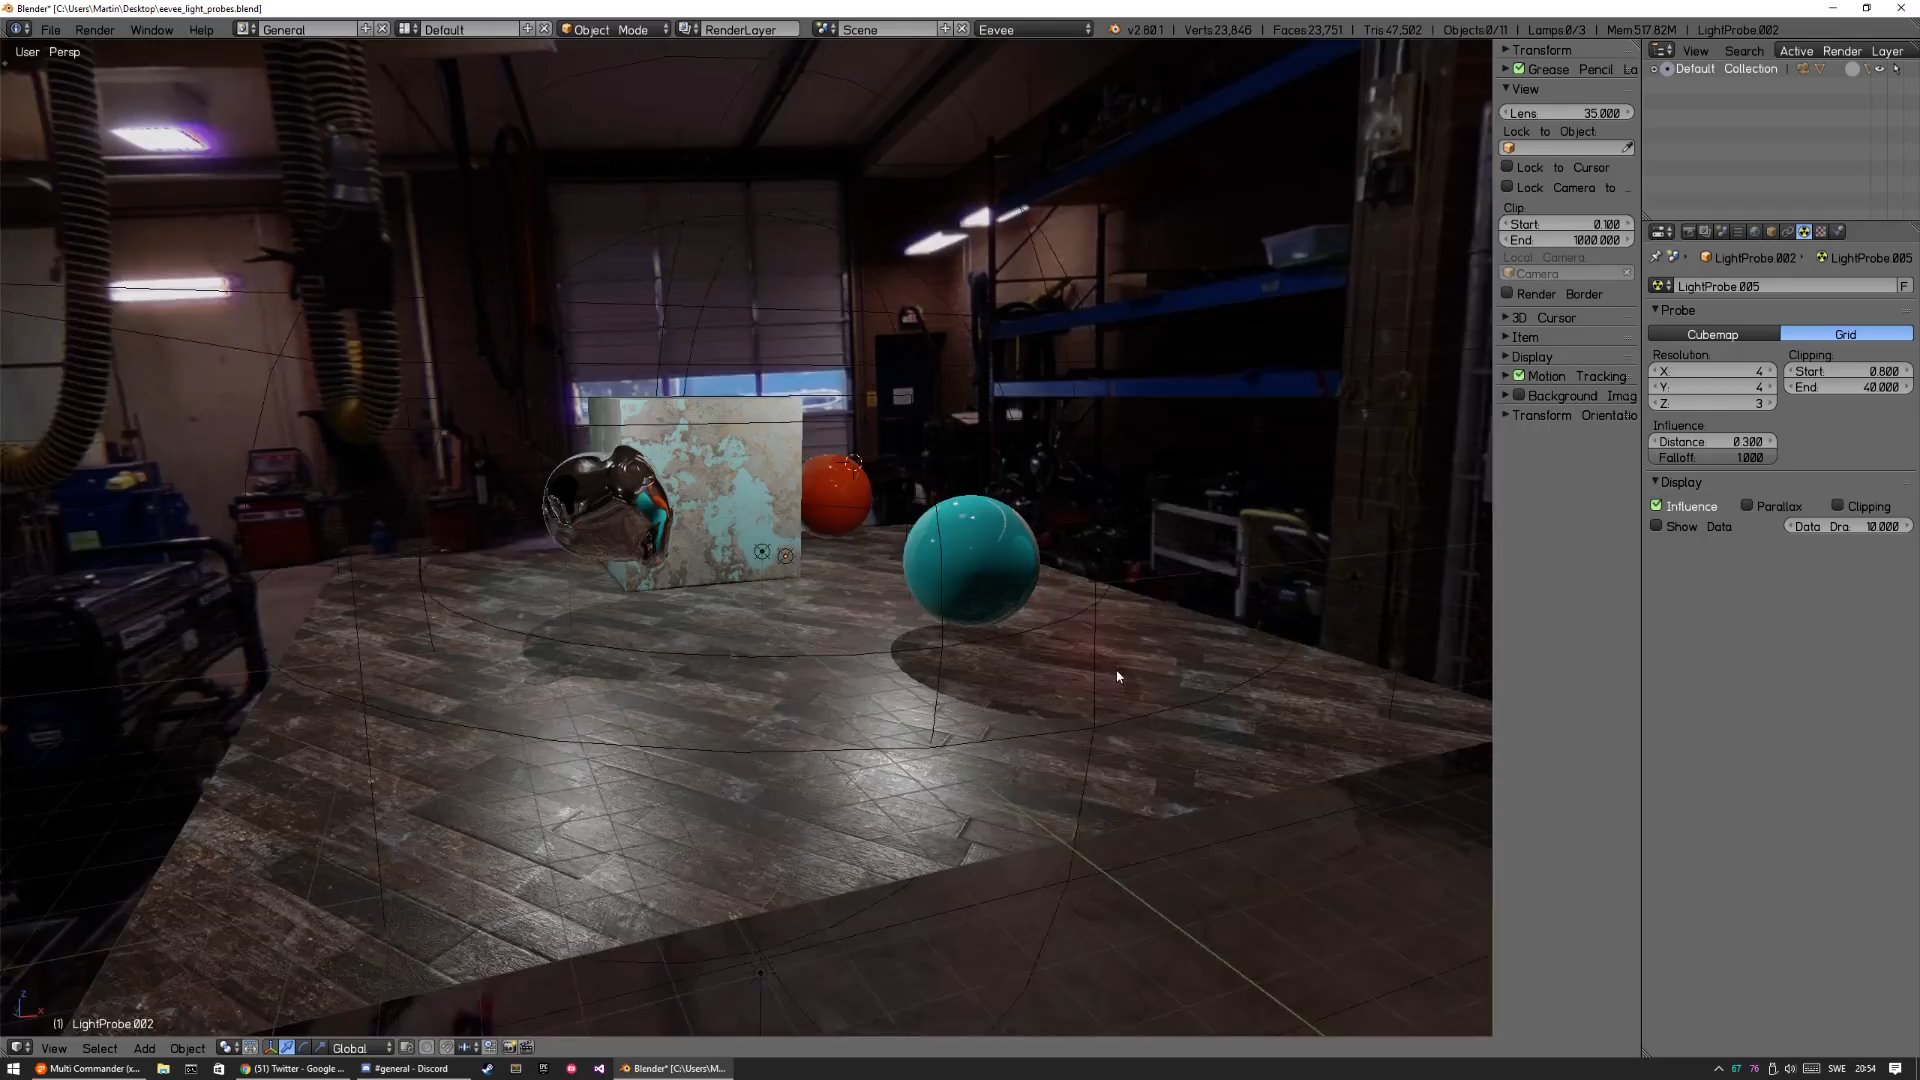 Blender* [C:\Users\Martin\Desktop\eevee_light_probes.blend]
File Render Window Help General Default Object Mode RenderLayer Scene Eevee v2.80.1 | Verts:23,846 | Faces:23,751 | Tris:47,502 | Objects:0/11 | Lamps:0/3 | Mem:517.82M | LightProbe.002
User Persp
Transform
Grease Pencil La
View
Lens: 35.000
Lock to Object:
Lock to Cursor
Lock Camera to ..
Clip
Start: 0.100
End: 1000.000
Local Camera:
Camera
Render Border
3D Cursor
Item
Display
Motion Tracking
Background Imag
Transform Orientatio
View Search Active Render Layer
Default Collection
LightProbe.002 LightProbe.005
LightProbe.005 F
Probe
Cubemap Grid
Resolution: Clipping:
X: 4 Start: 0.800
Y: 4 End: 40.000
Z: 3
Influence:
Distance: 0.300
Falloff: 1.000
Display
Influence Parallax Clipping
Show Data Data Dra: 10.000
z
x
(1) LightProbe.002
View Select Add Object Global
Multi Commander (x... (51) Twitter - Google ... #general - Discord Blender* [C:\Users\M... 67 76 SWE 20:54